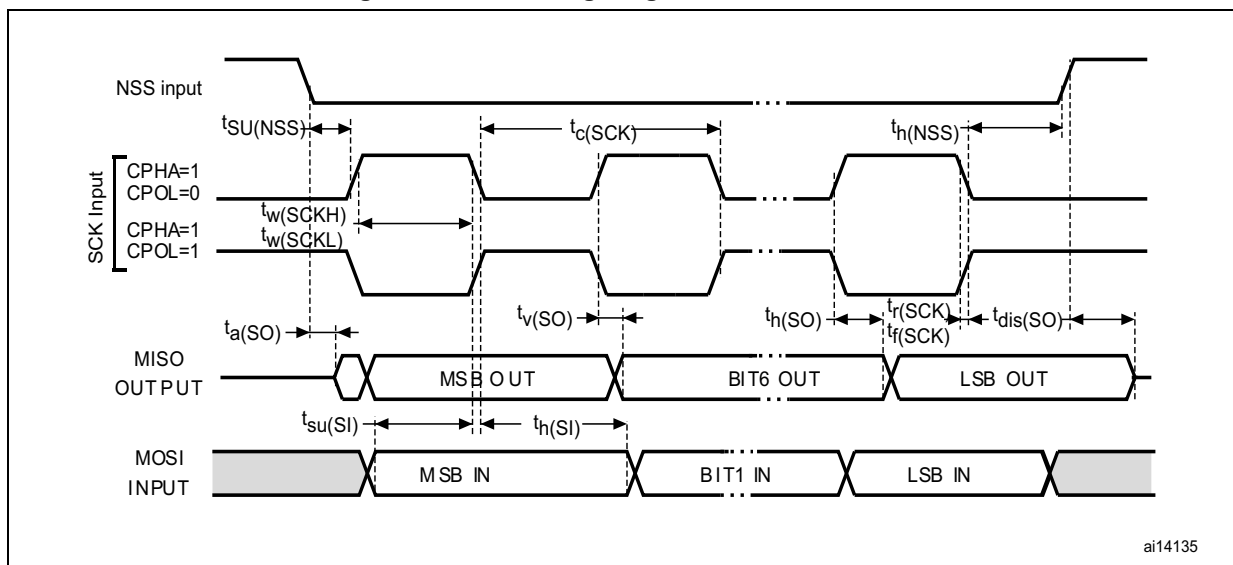 NSS input
tSU(NSS)
tc(SCK)
th(NSS)
SCK Input
CPHA=1
CPOL=0
tw(SCKH)
CPHA=1
tw(SCKL)
CPOL=1
ta(SO)
tv(SO)
th(SO)
tr(SCK)
tf(SCK)
tdis(SO)
MISO
OUTPUT
MSB OUT
BIT6 OUT
LSB OUT
tsu(SI)
th(SI)
MOSI
INPUT
MSB IN
BIT1 IN
LSB IN
ai14135